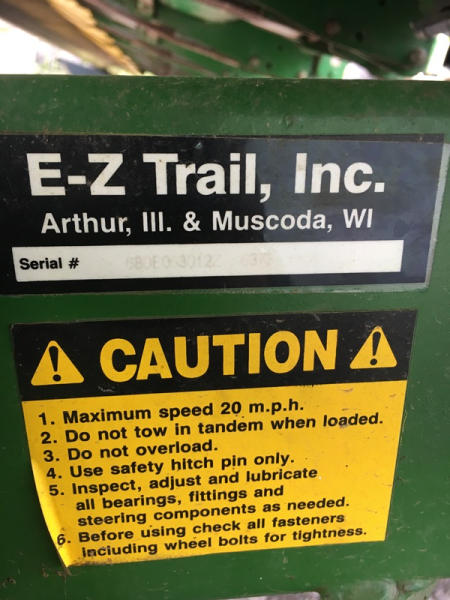 E-Z Trail, Inc.
Arthur, Ill. & Muscoda, WI
Serial #
CAUTION
1. Maximum speed 20 m.p.h.
2. Do not tow in tandem when loaded.
3. Do not overload.
4. Use safety hitch pin only.
5. Inspect, adjust and lubricate
all bearings, fittings and
steering components as needed.
6. Before using check all fasteners
including wheel bolts for tightness.